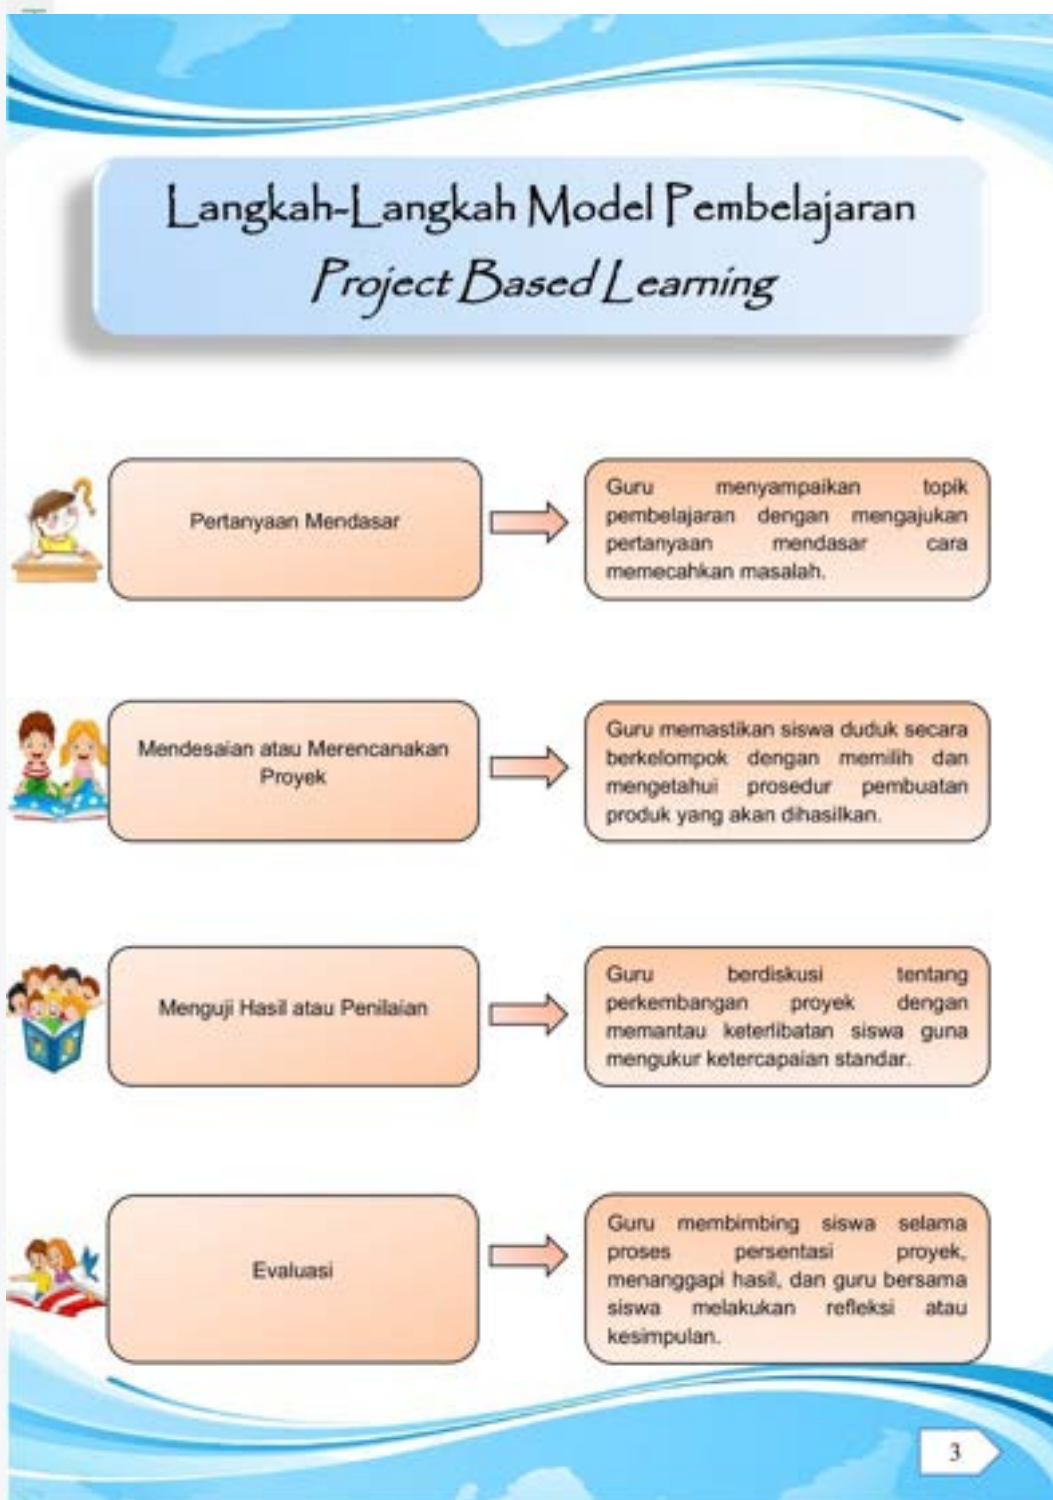 Langkah-Langkah Model Pembelajaran
Project Based Learning
Pertanyaan Mendasar
Guru menyampaikan topik
pembelajaran dengan mengajukan
pertanyaan mendasar cara
memecahkan masalah.
Mendesaian atau Merencanakan
Proyek
Guru memastikan siswa duduk secara
berkelompok dengan memilih dan
mengetahui prosedur pembuatan
produk yang akan dihasilkan.
Menguji Hasil atau Penilaian
Guru berdiskusi tentang
perkembangan proyek dengan
memantau keterlibatan siswa guna
mengukur ketercapaian standar.
Evaluasi
Guru membimbing siswa selama
proses persentasi proyek,
menanggapi hasil, dan guru bersama
siswa melakukan refleksi atau
kesimpulan.
3